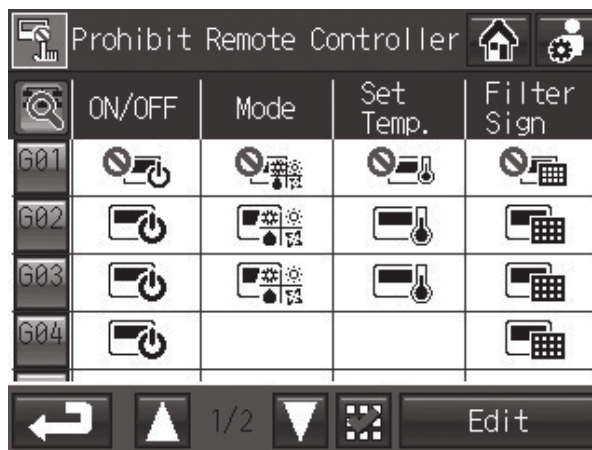 Prohibit Remote Controller
ON/OFF
Mode
Set
Temp.
Filter
Sign
G01
G02
G03
G04
1/2
Edit